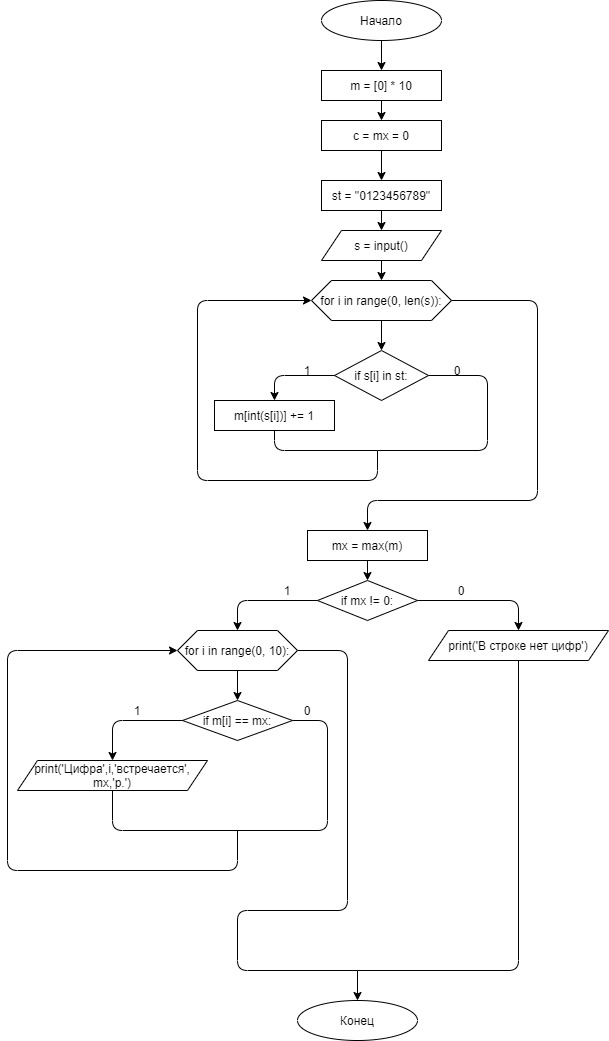 Начало
m = [0] * 10
c = mx = 0
st = "0123456789"
s = input()
for i in range(0, len(s)):
if s[i] in st:
1
0
m[int(s[i])] += 1
mx = max(m)
if mx != 0:
1
0
for i in range(0, 10):
print('В строке нет цифр')
if m[i] == mx:
1
0
print('Цифра',i,'встречается',
mx,'р.')
Конец